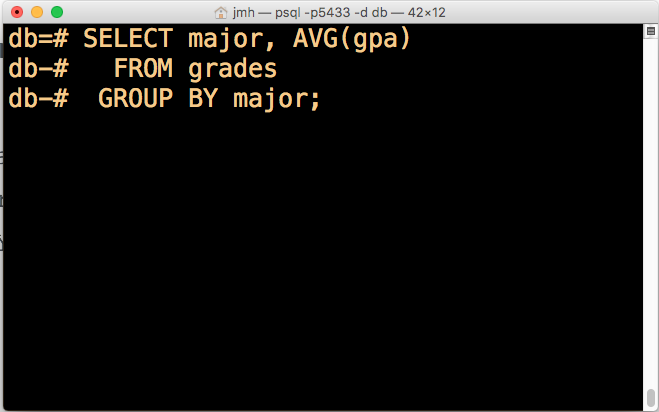 jmh — psql -p5433 -d db — 42×12
db=# SELECT major, AVG(gpa)
db-#   FROM grades
db-#  GROUP BY major;